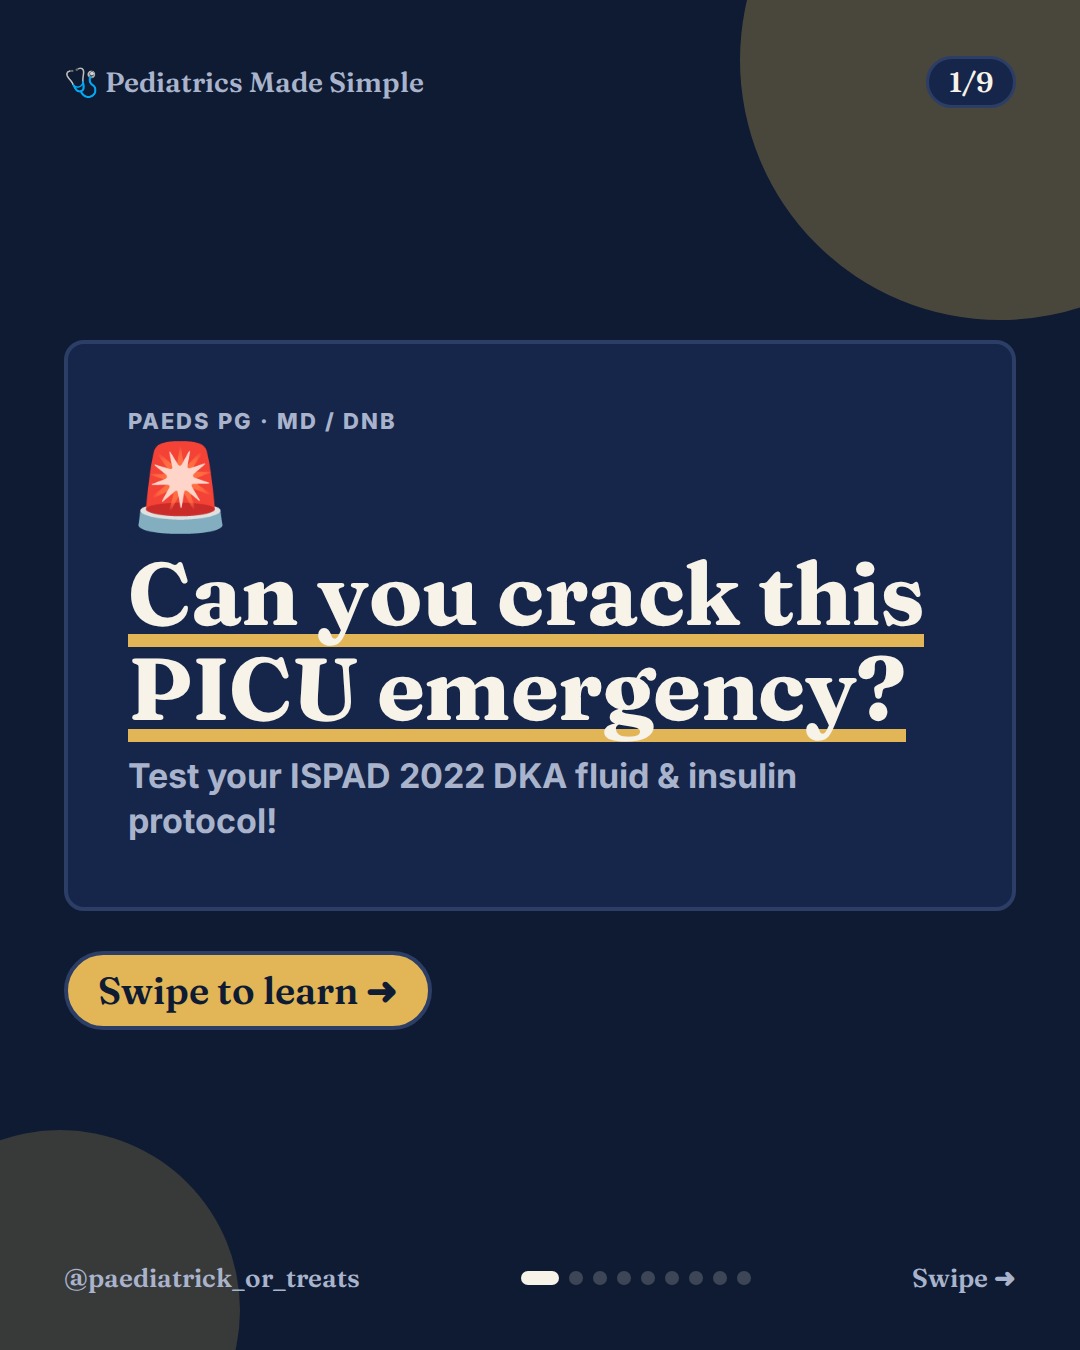 🩺 Pediatrics Made Simple
1/9
PAEDS PG · MD / DNB
🚨
Can you crack this
PICU emergency?
Test your ISPAD 2022 DKA fluid & insulin
protocol!
Swipe to learn ➜
@paediatrick_or_treats
Swipe ➜